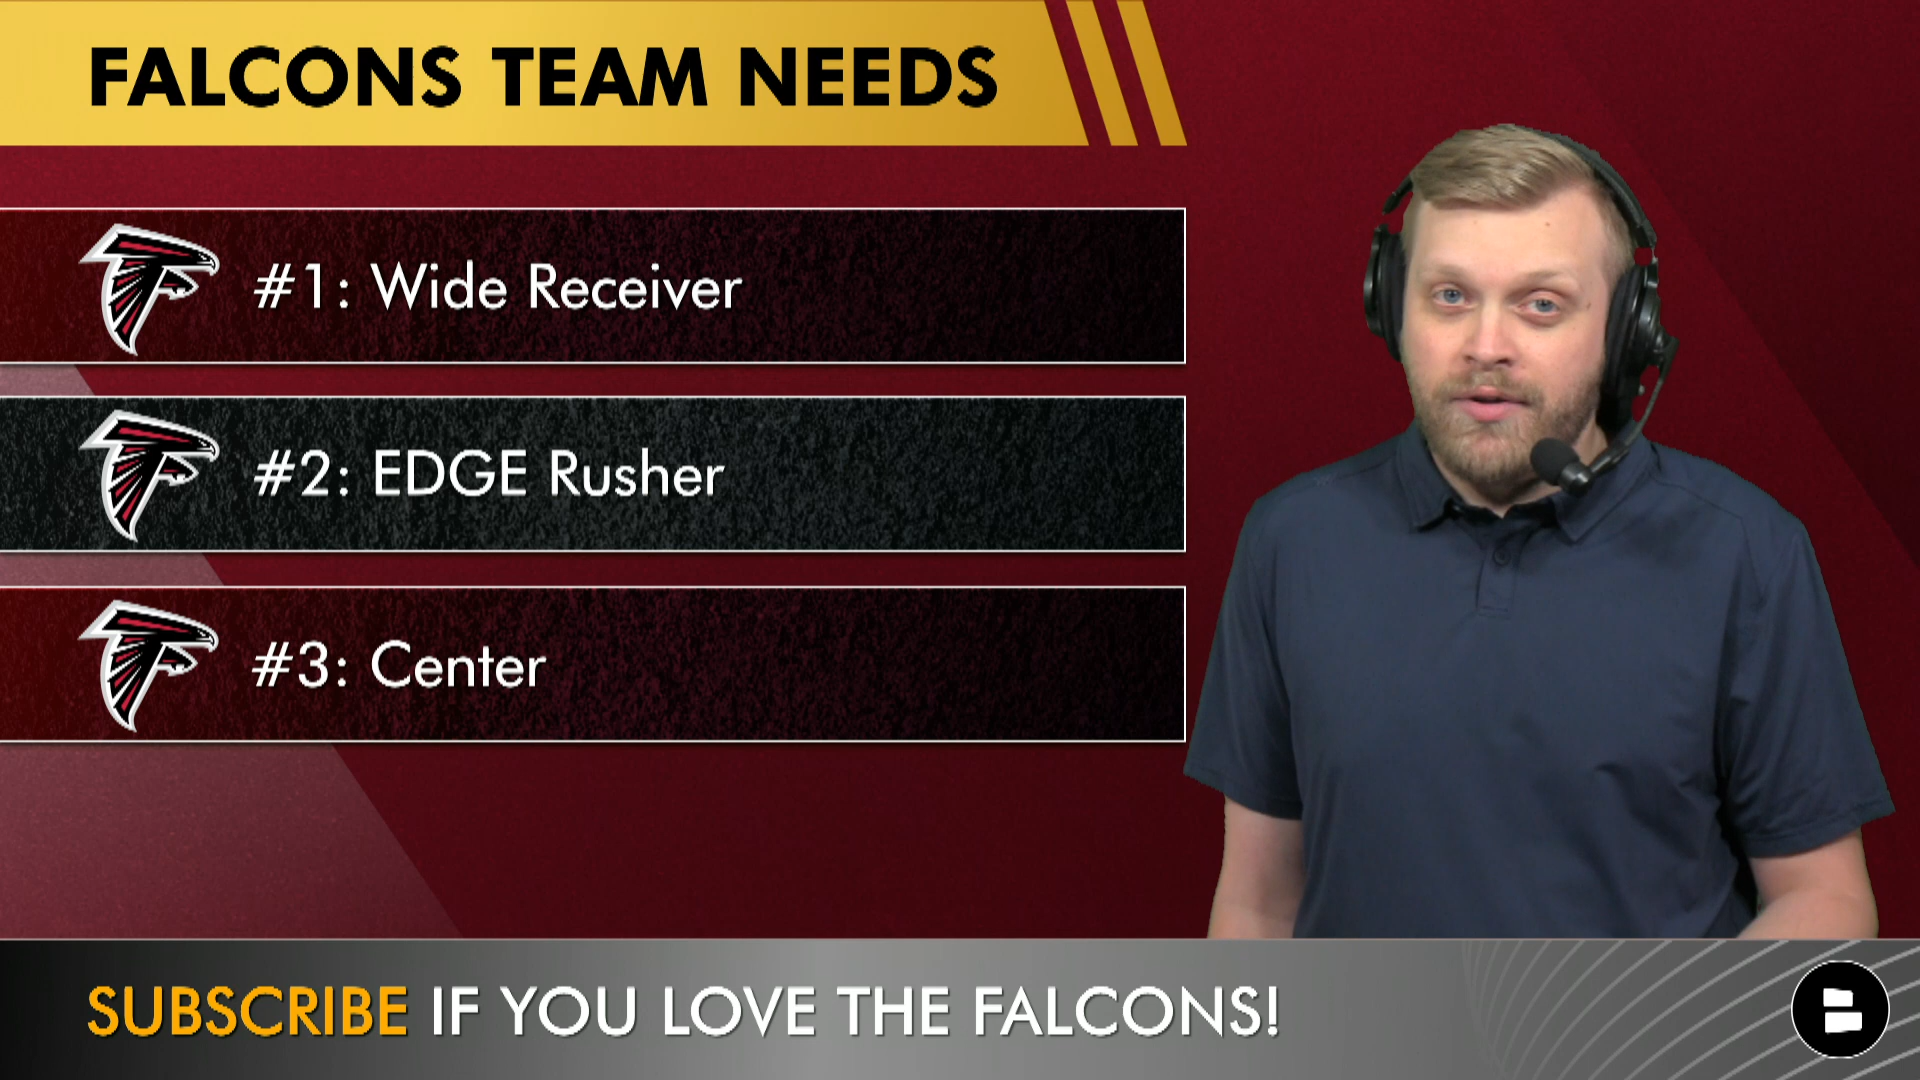 FALCONS TEAM NEEDS
#1: Wide Receiver
#2: EDGE Rusher
#3: Center
SUBSCRIBE IF YOU LOVE THE FALCONS!